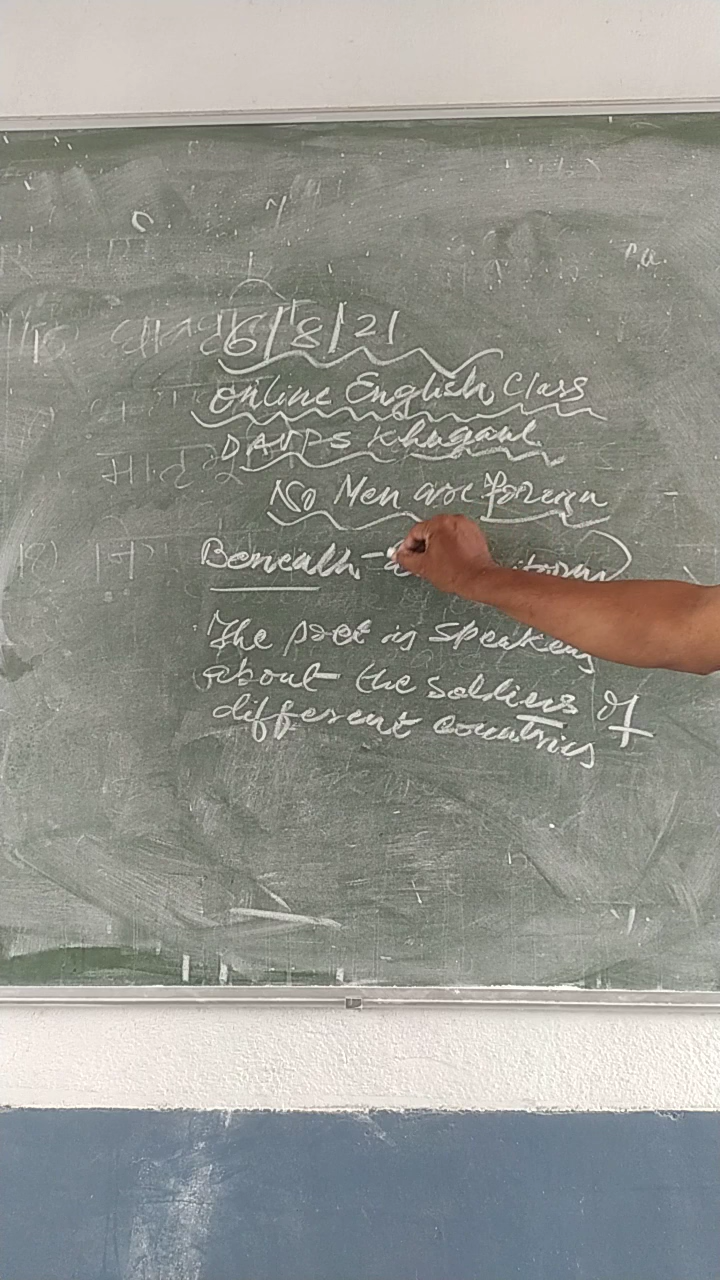 6/8/21
Online English Class
DAVPS Khagaul
No Men are Foreign
Beneath
The poet is speaking
about the soldiers of
different countries